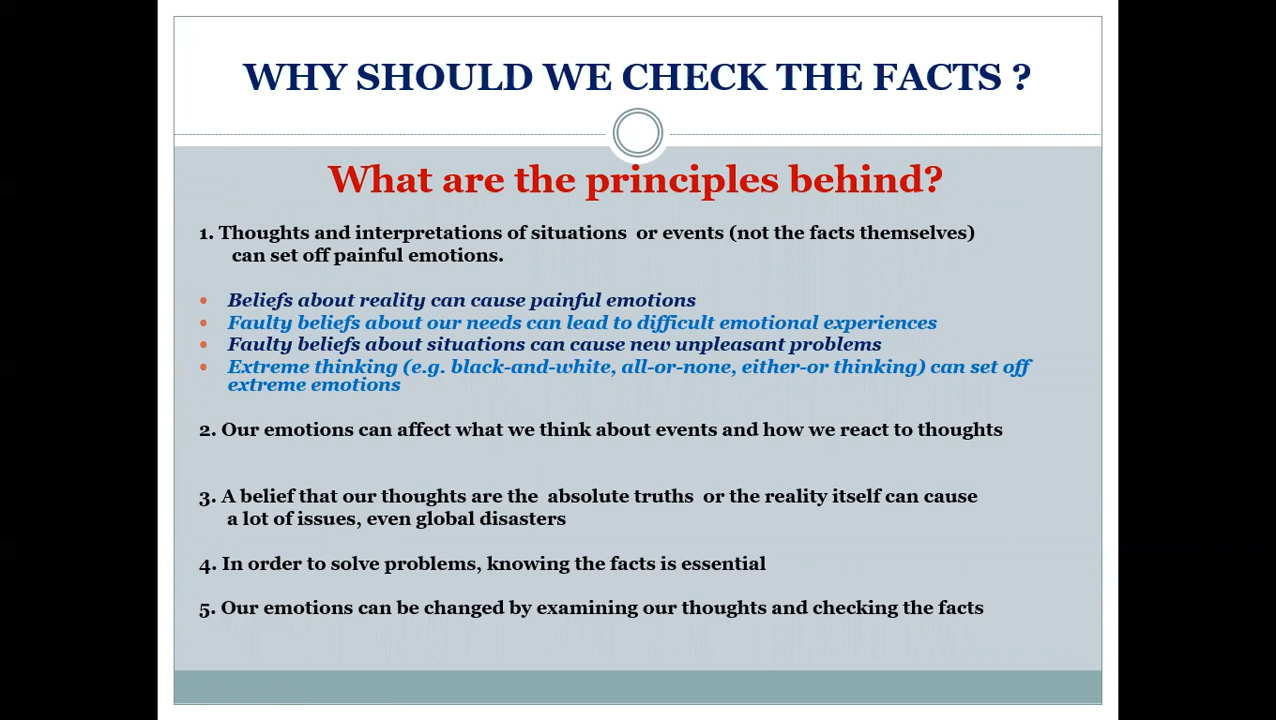 WHY SHOULD WE CHECK THE FACTS ?
What are the principles behind?
1. Thoughts and interpretations of situations or events (not the facts themselves)
can set off painful emotions.
• Beliefs about reality can cause painful emotions
• Faulty beliefs about our needs can lead to difficult emotional experiences
• Faulty beliefs about situations can cause new unpleasant problems
• Extreme thinking (e.g. black-and-white, all-or-none, either-or thinking) can set off
extreme emotions
2. Our emotions can affect what we think about events and how we react to thoughts
3. A belief that our thoughts are the absolute truths or the reality itself can cause
a lot of issues, even global disasters
4. In order to solve problems, knowing the facts is essential
5. Our emotions can be changed by examining our thoughts and checking the facts